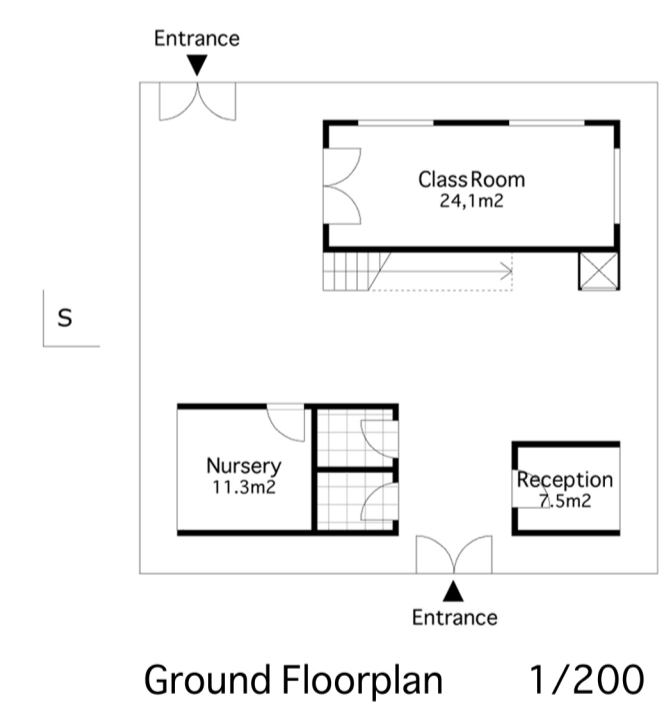 Entrance
Class Room
24,1m2
S
Nursery
11.3m2
Reception
7.5m2
Entrance
Ground Floorplan 1/200